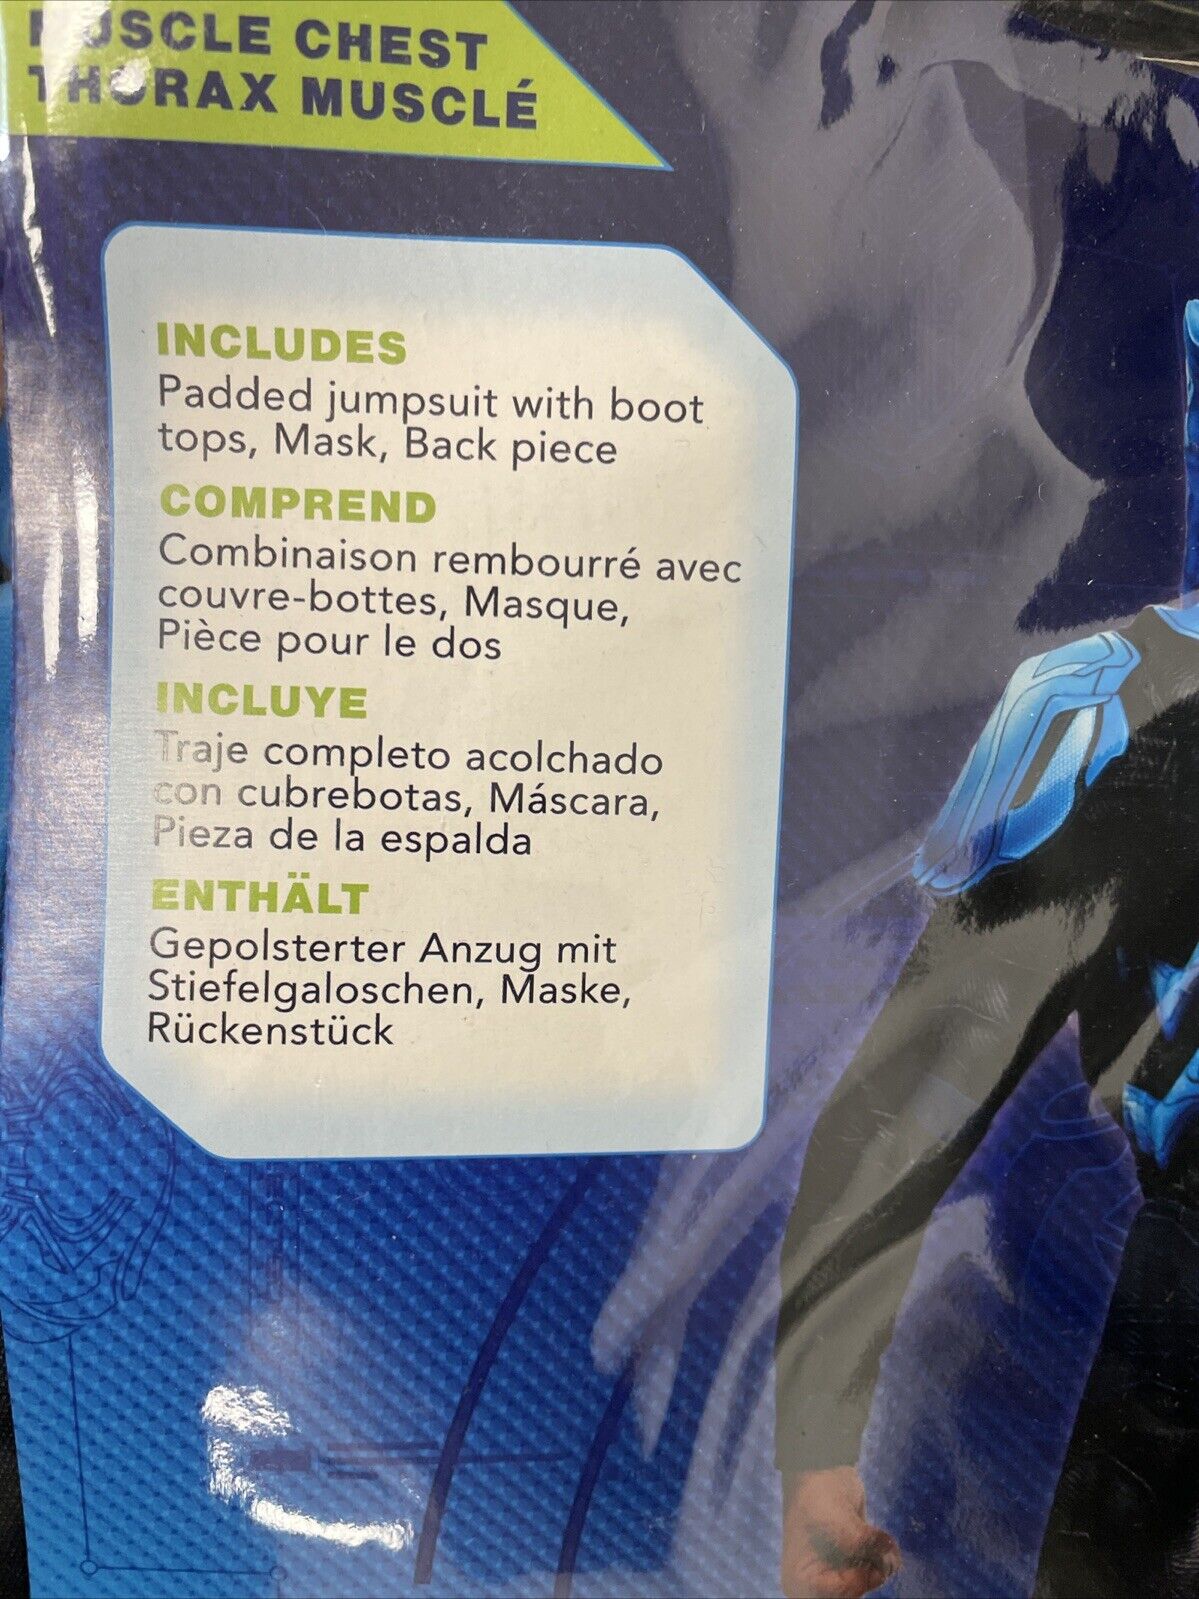 MUSCLE CHEST
THORAX MUSCLÉ
INCLUDES
Padded jumpsuit with boot
tops, Mask, Back piece
COMPREND
Combinaison rembourré avec
couvre-bottes, Masque,
Pièce pour le dos
INCLUYE
Traje completo acolchado
con cubrebotas, Máscara,
Pieza de la espalda
ENTHÄLT
Gepolsterter Anzug mit
Stiefelgaloschen, Maske,
Rückenstück